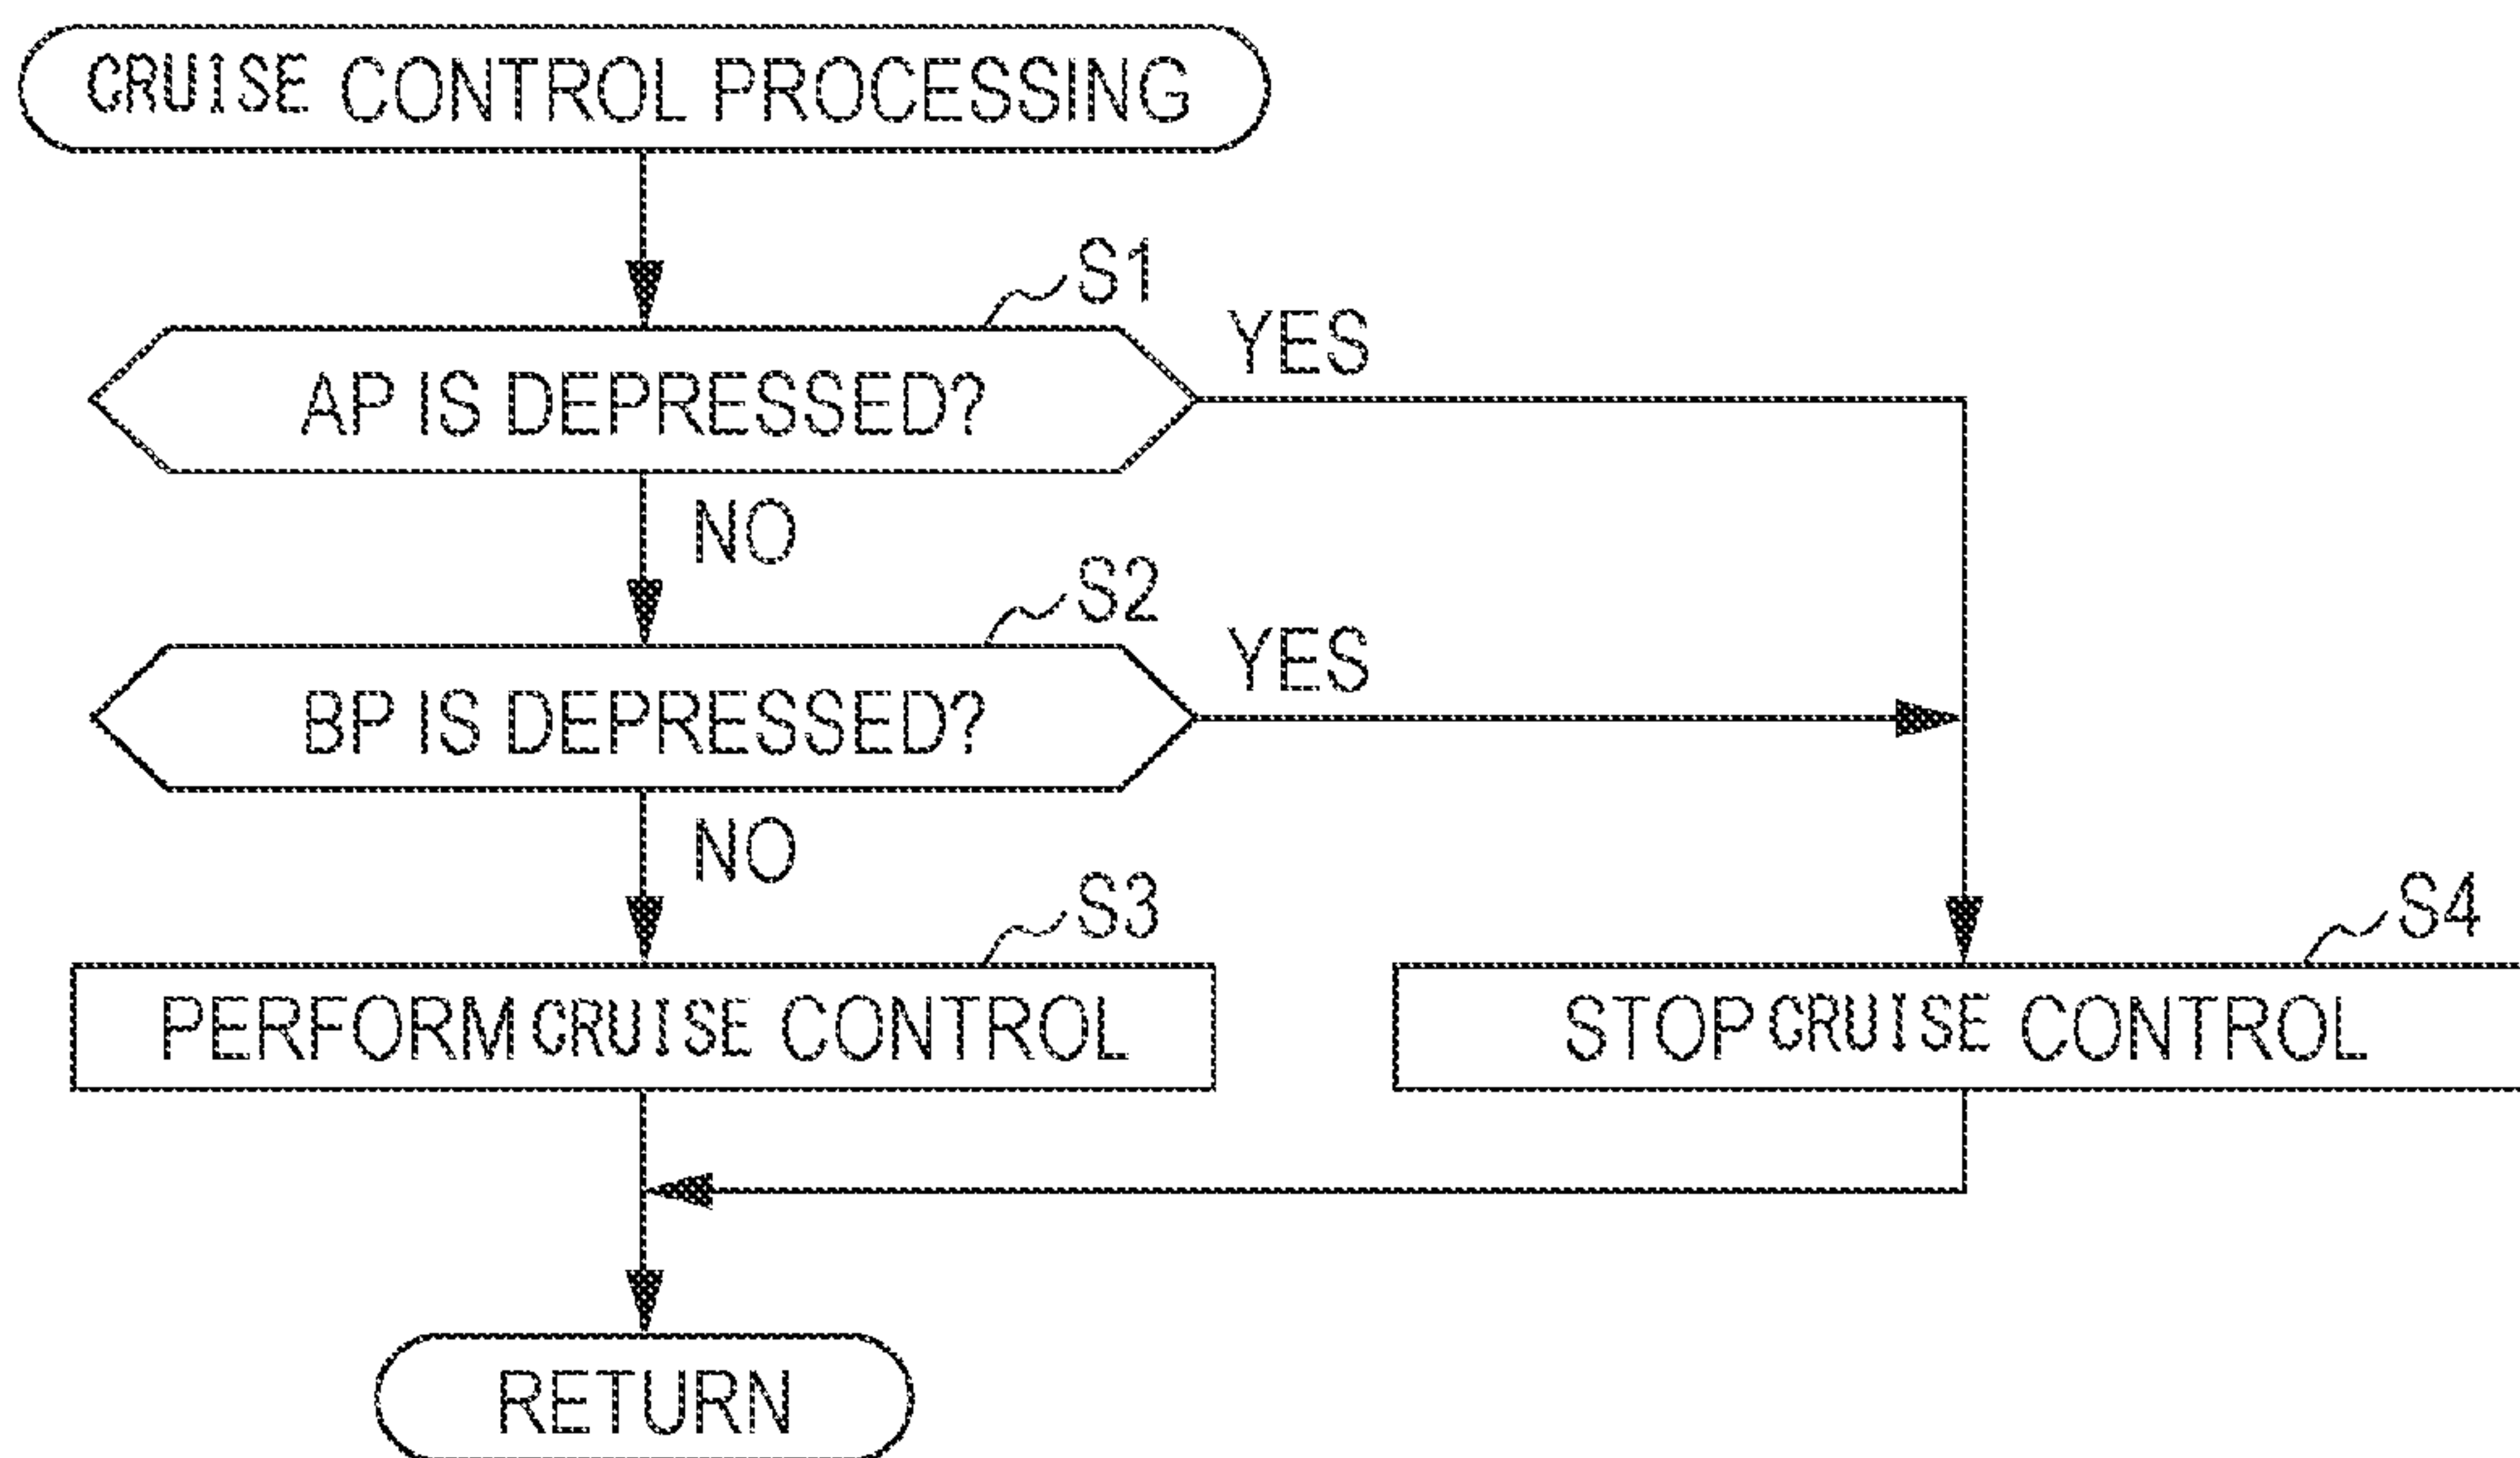 CRUISE CONTROL PROCESSING
S1
YES
AP IS DEPRESSED?
NO
S2
YES
BP IS DEPRESSED?
NO
S3
S4
PERFORM CRUISE CONTROL
STOP CRUISE CONTROL
RETURN